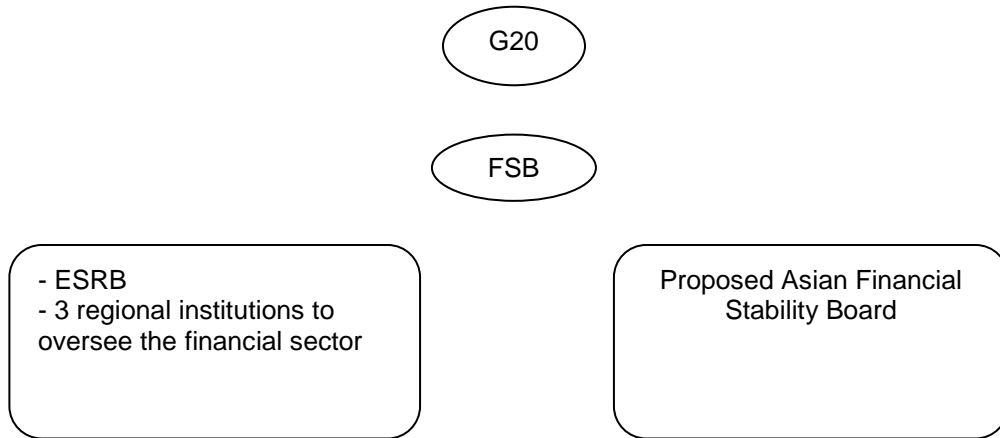 G20
FSB
- ESRB
- 3 regional institutions to
oversee the financial sector
Proposed Asian Financial
Stability Board